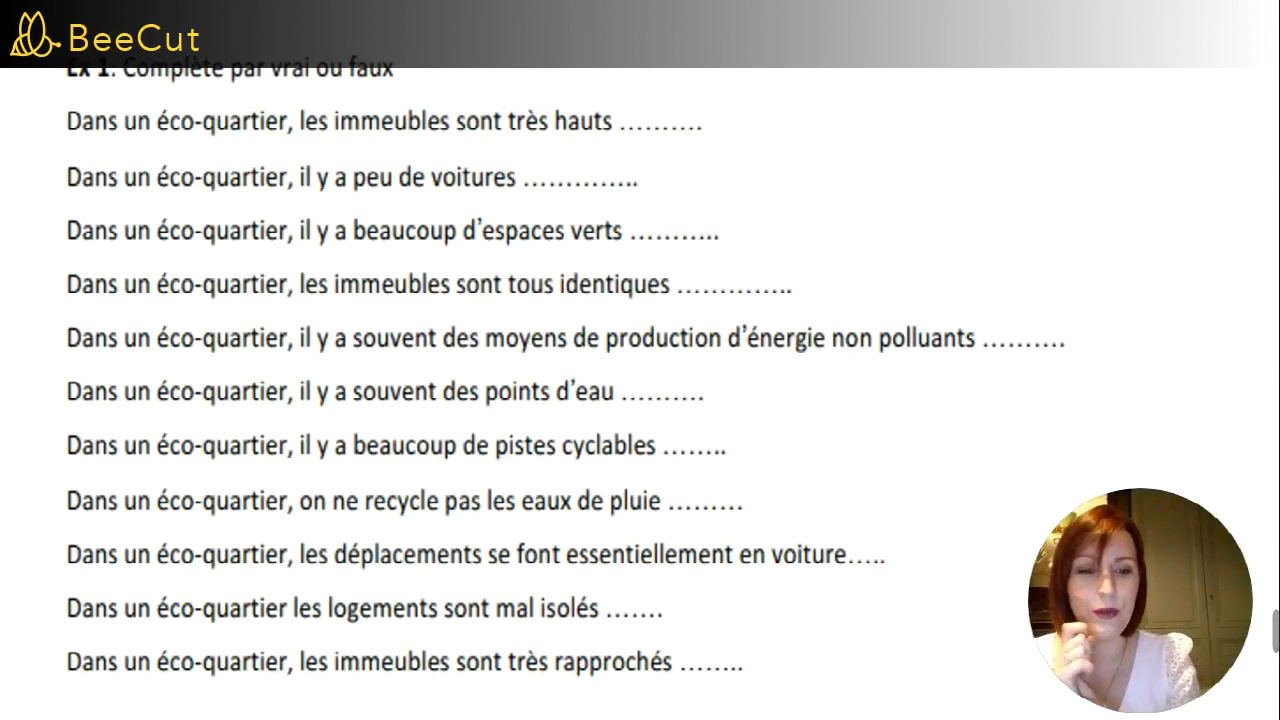 BeeCut
Ex 1. Complète par vrai ou faux
Dans un éco-quartier, les immeubles sont très hauts ……….
Dans un éco-quartier, il y a peu de voitures …………..
Dans un éco-quartier, il y a beaucoup d’espaces verts ………..
Dans un éco-quartier, les immeubles sont tous identiques …………..
Dans un éco-quartier, il y a souvent des moyens de production d’énergie non polluants ……….
Dans un éco-quartier, il y a souvent des points d’eau ……….
Dans un éco-quartier, il y a beaucoup de pistes cyclables ……..
Dans un éco-quartier, on ne recycle pas les eaux de pluie ………
Dans un éco-quartier, les déplacements se font essentiellement en voiture…..
Dans un éco-quartier les logements sont mal isolés …….
Dans un éco-quartier, les immeubles sont très rapprochés ……..